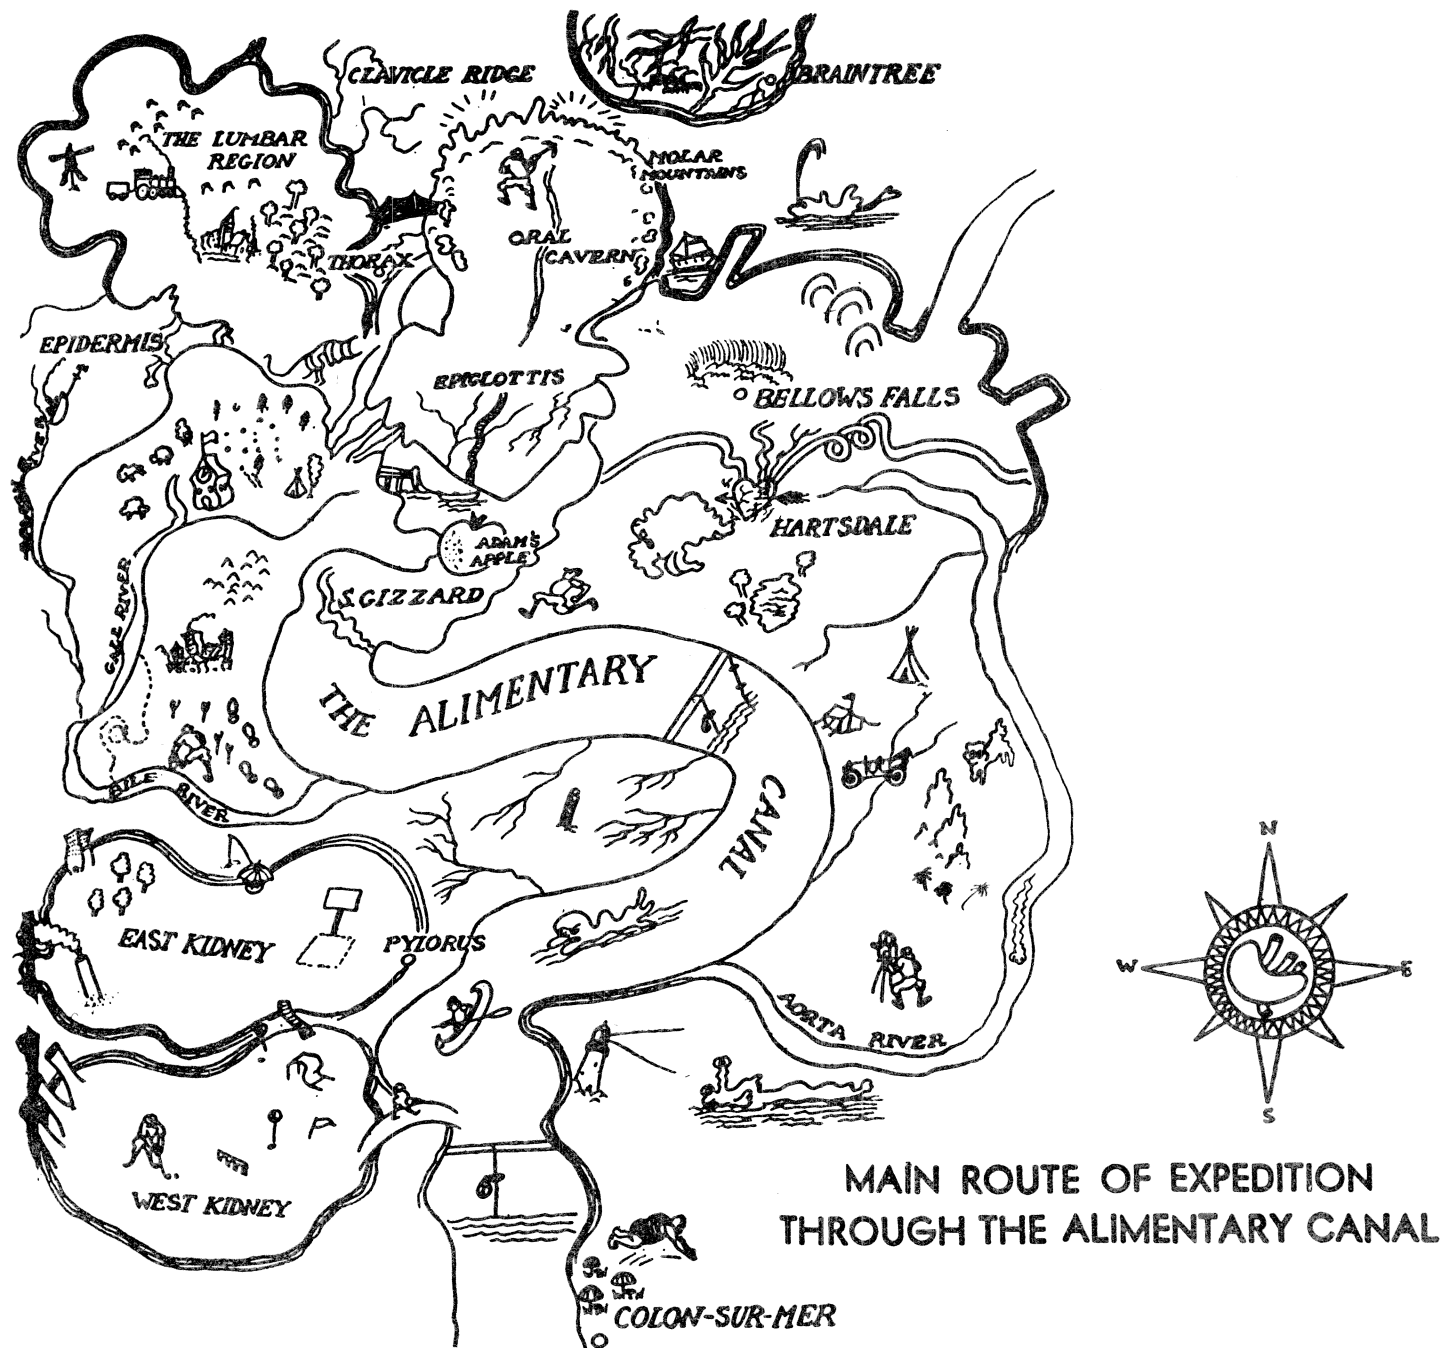 CLAVICLE RIDGE
BRAINTREE
THE LUMBAR
REGION
MOLAR
MOUNTAINS
ORAL
CAVERN
THORAX
EPIDERMIS
EPIGLOTTIS
BELLOWS FALLS
RIVER
HARTSDALE
ADAM'S
APPLE
S. GIZZARD
GALL RIVER
THE ALIMENTARY
CANAL
BILE RIVER
EAST KIDNEY
PYLORUS
AORTA RIVER
N
W
E
S
WEST KIDNEY
MAIN ROUTE OF EXPEDITION
THROUGH THE ALIMENTARY CANAL
COLON-SUR-MER